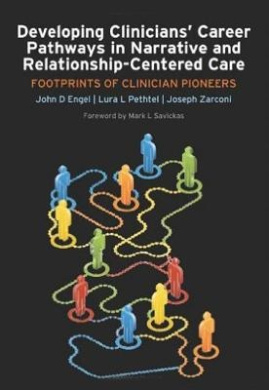 Developing Clinicians' Career
Pathways in Narrative and
Relationship-Centered Care
FOOTPRINTS OF CLINICIAN PIONEERS
John D Engel | Lura L Pethtel | Joseph Zarconi
Foreword by Mark L Savickas